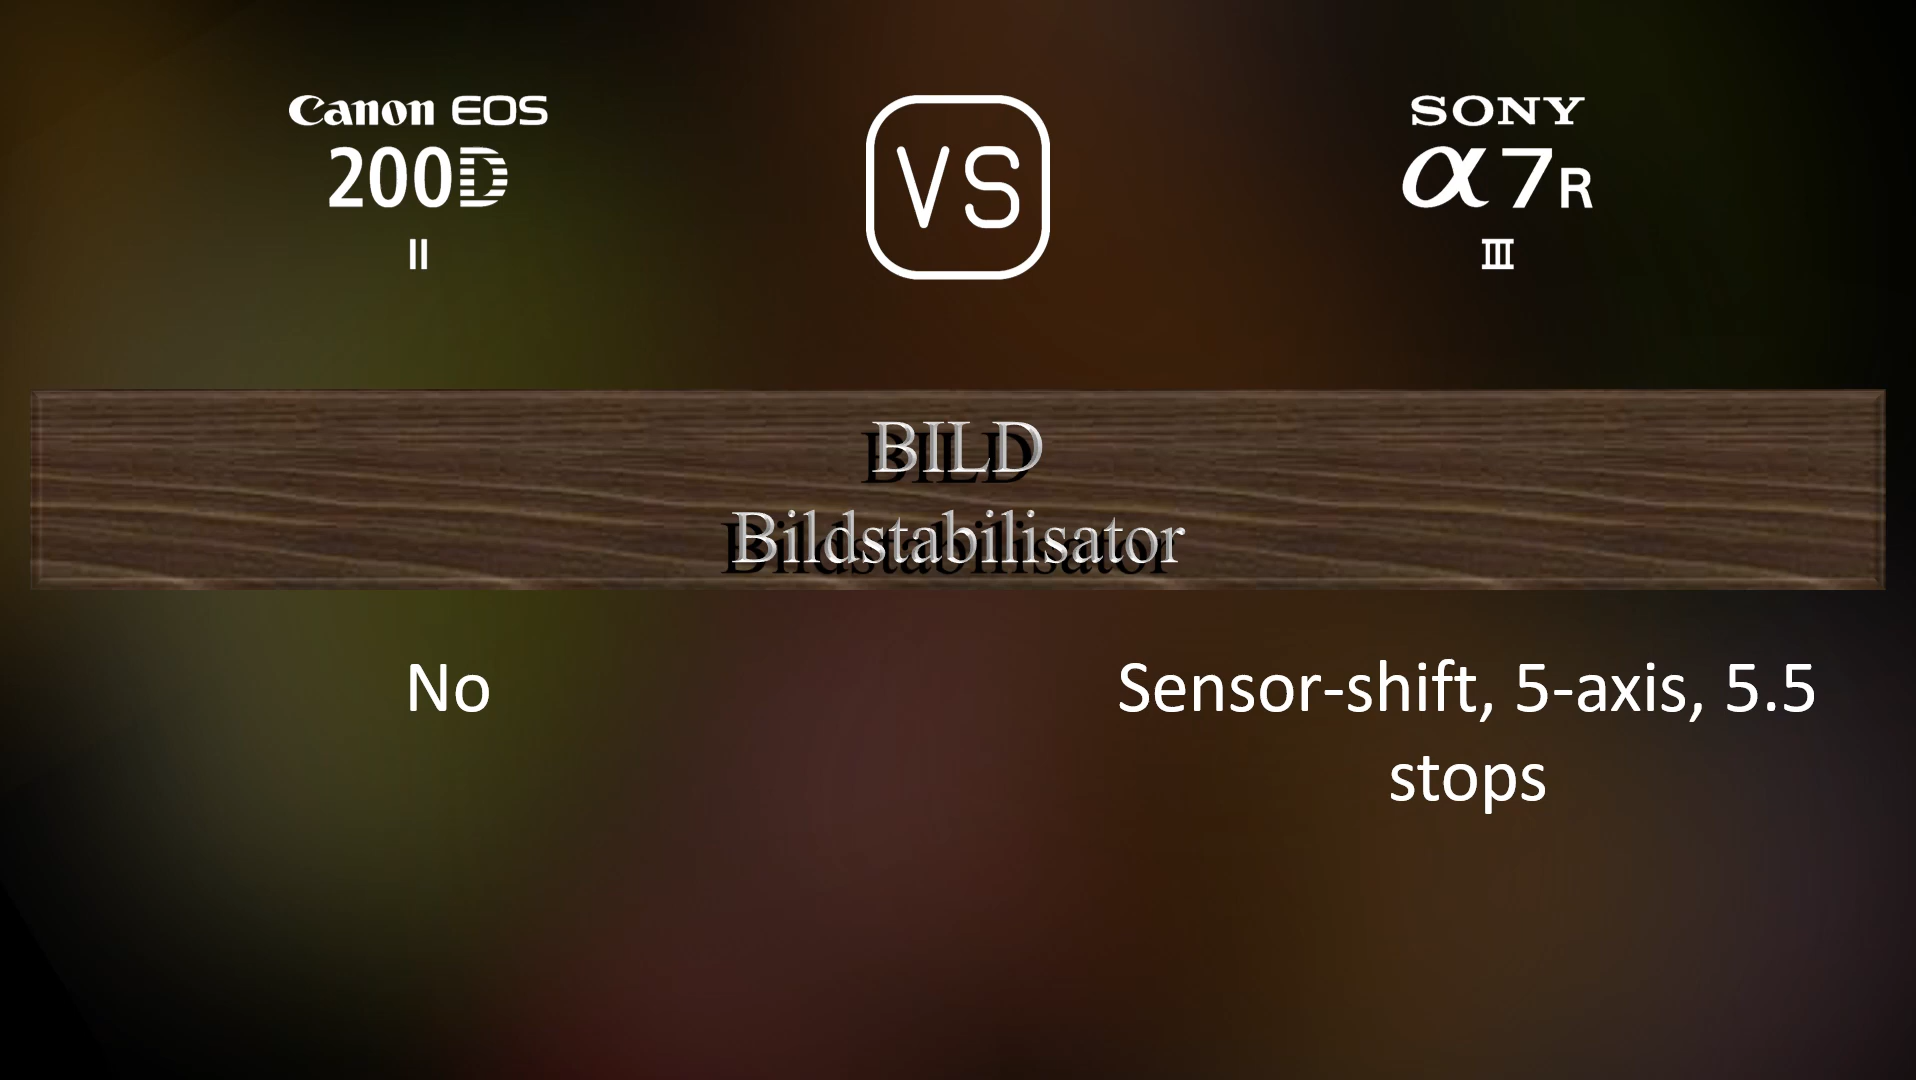 Canon EOS
200D
II
VS
SONY
α7R
III
BILD
Bildstabilisator
No
Sensor-shift, 5-axis, 5.5
stops